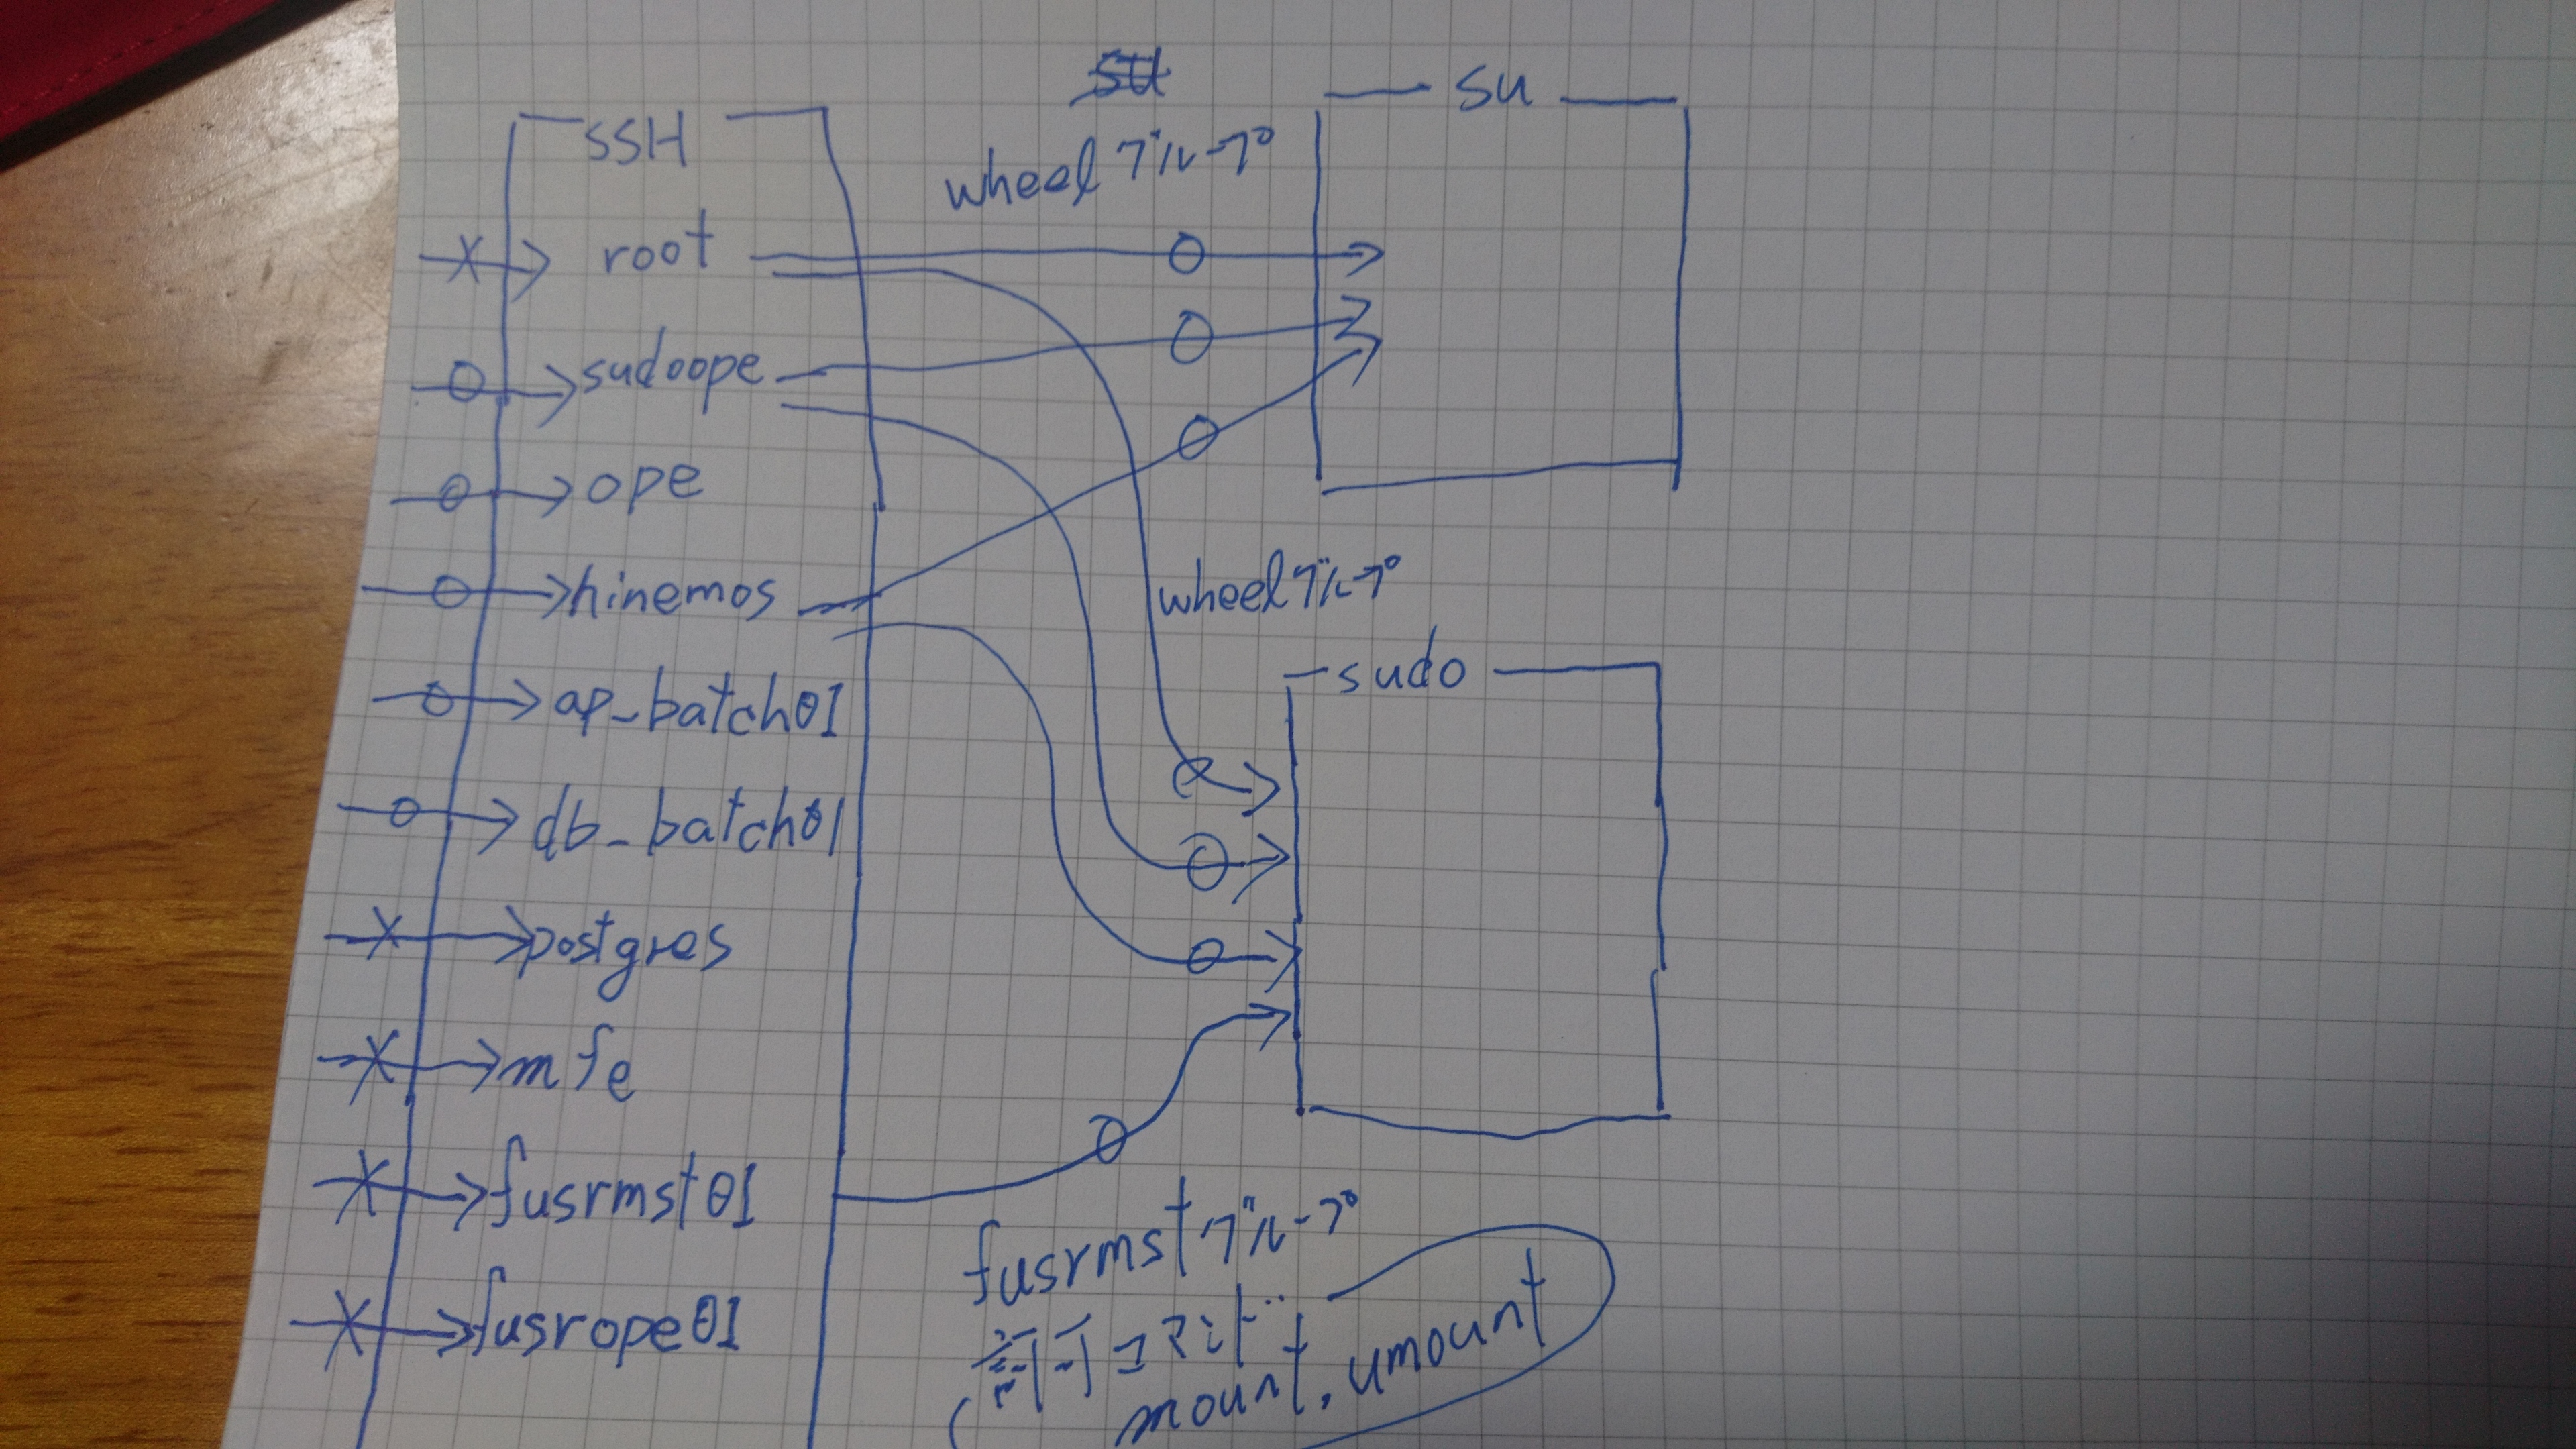 su
SSH
su
wheelグループ
root
sudoope
ope
hinemos
wheelグループ
sudo
ap_batch01
db_batch01
postgres
mfe
fusrmst01
fusrmstグループ
許可コマンド
mount, umount
fusrope01